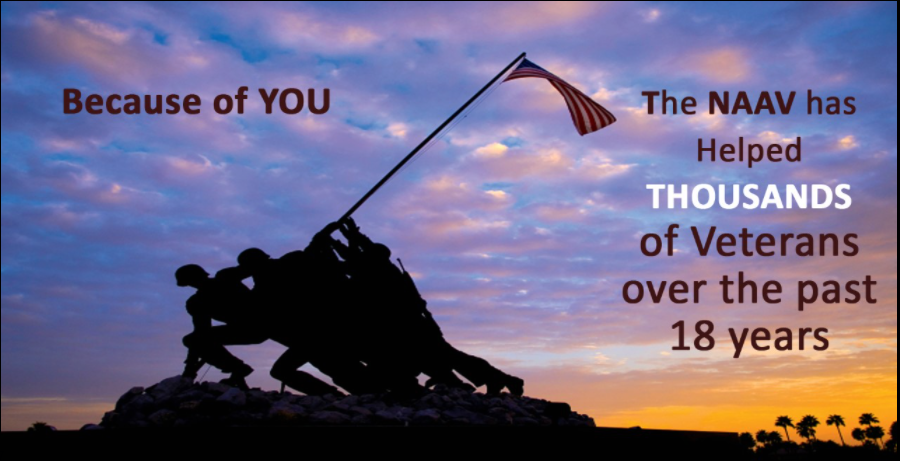 Because of YOU
The NAAV has
Helped
THOUSANDS
of Veterans
over the past
18 years